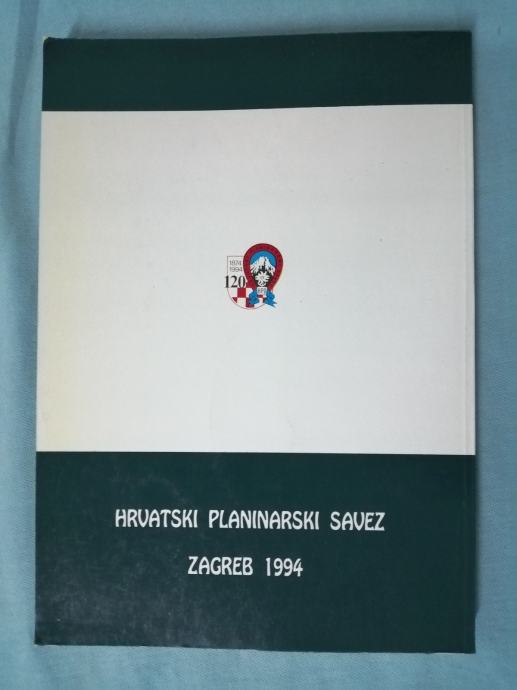 1874
1994
120
HRVATSKI PLANINARSKI SAVEZ
ZAGREB 1994